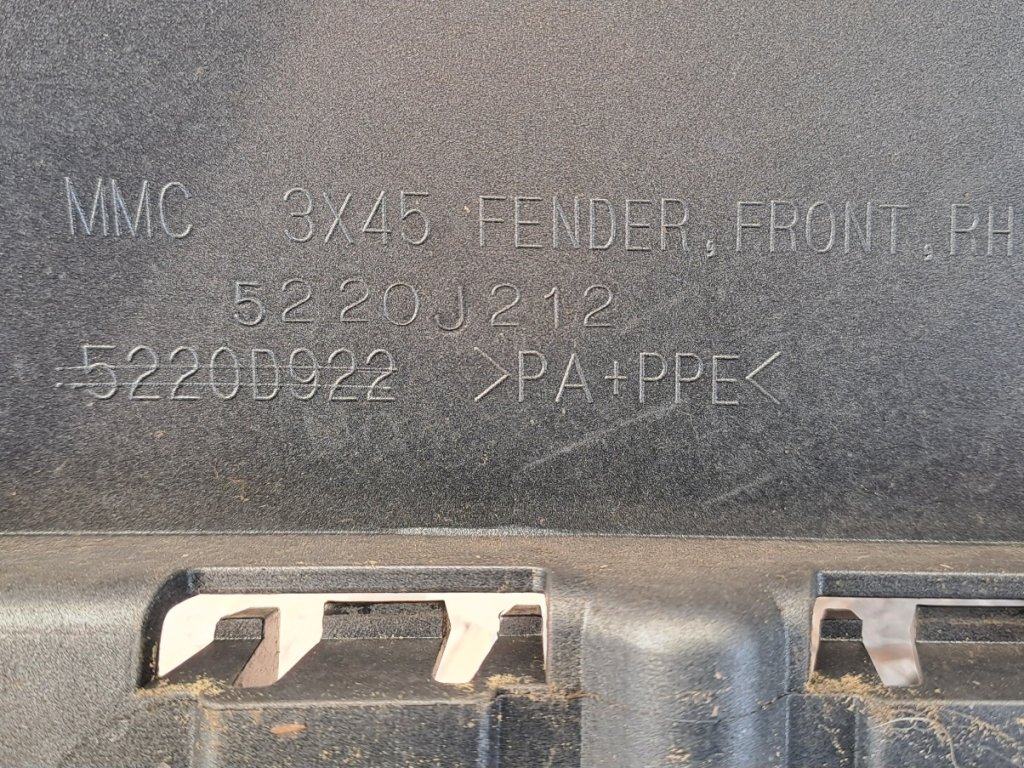 MMC 3X45 FENDER,FRONT,RH
5220J212
5220D922 >PA+PPE<